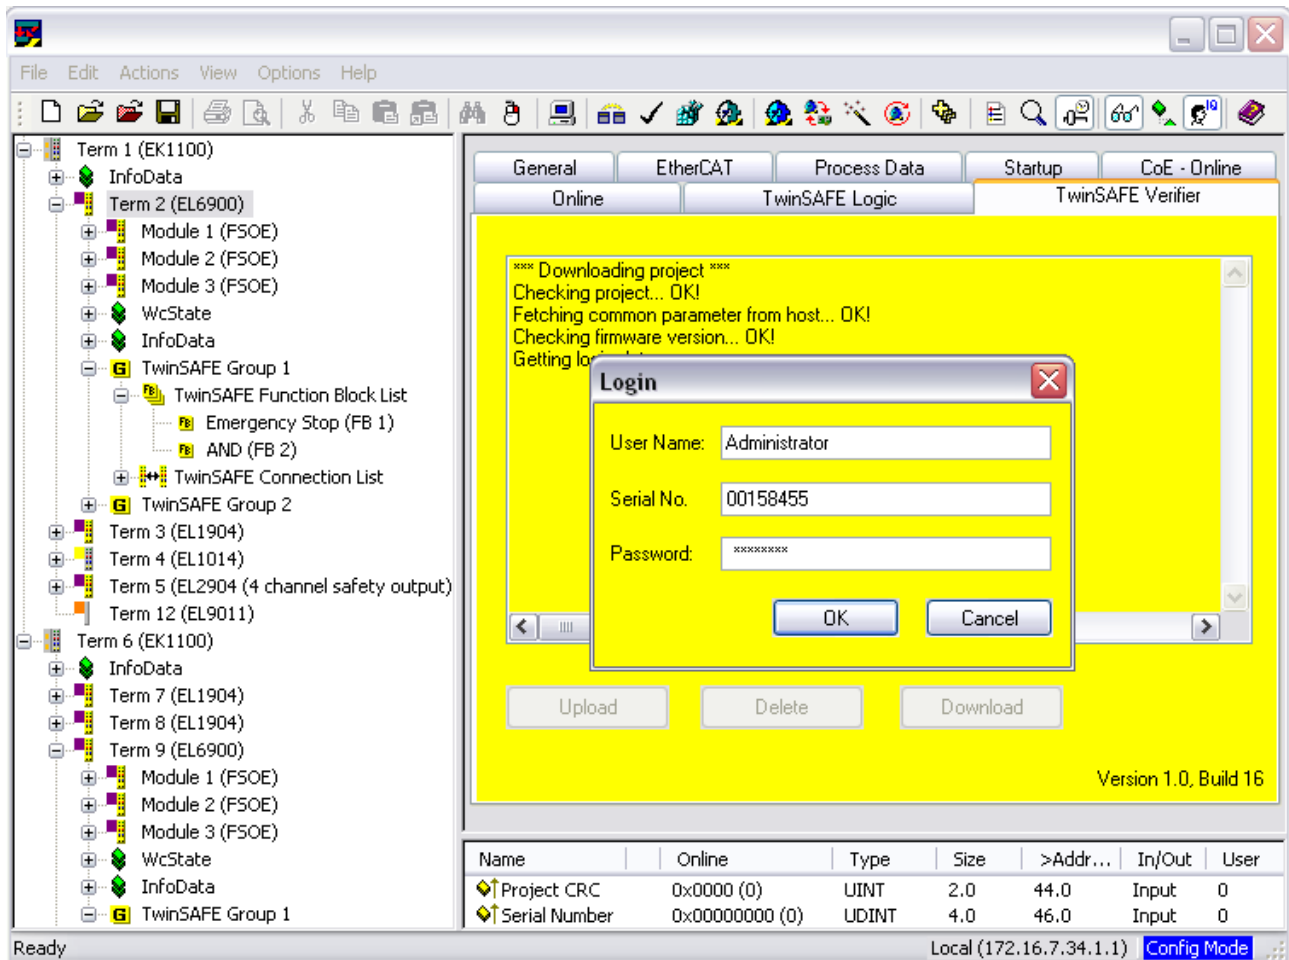 File Edit Actions View Options Help
Term 1 (EK1100)
InfoData
Term 2 (EL6900)
Module 1 (FSOE)
Module 2 (FSOE)
Module 3 (FSOE)
WcState
InfoData
G TwinSAFE Group 1
FB TwinSAFE Function Block List
FB Emergency Stop (FB 1)
FB AND (FB 2)
TwinSAFE Connection List
G TwinSAFE Group 2
Term 3 (EL1904)
Term 4 (EL1014)
Term 5 (EL2904 (4 channel safety output)
Term 12 (EL9011)
Term 6 (EK1100)
InfoData
Term 7 (EL1904)
Term 8 (EL1904)
Term 9 (EL6900)
Module 1 (FSOE)
Module 2 (FSOE)
Module 3 (FSOE)
WcState
InfoData
G TwinSAFE Group 1
General EtherCAT Process Data Startup CoE - Online
Online TwinSAFE Logic TwinSAFE Verifier
*** Downloading project ***
Checking project... OK!
Fetching common parameter from host... OK!
Checking firmware version... OK!
Getting
Login
User Name: Administrator
Serial No. 00158455
Password: ********
OK Cancel
Upload Delete Download
Version 1.0, Build 16
Name Online Type Size >Addr... In/Out User
Project CRC 0x0000 (0) UINT 2.0 44.0 Input 0
Serial Number 0x00000000 (0) UDINT 4.0 46.0 Input 0
Ready Local (172.16.7.34.1.1) Config Mode